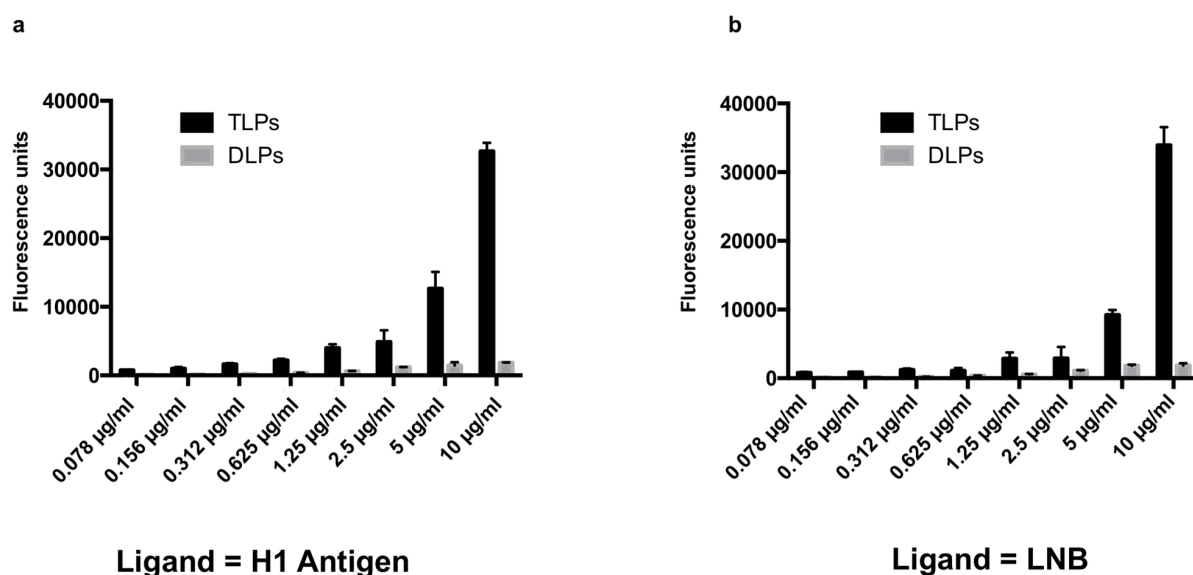 a
40000
30000
20000
10000
0
Fluorescence units
TLPs
DLPs
0.078 µg/ml
0.156 µg/ml
0.312 µg/ml
0.625 µg/ml
1.25 µg/ml
2.5 µg/ml
5 µg/ml
10 µg/ml
Ligand = H1 Antigen
b
40000
30000
20000
10000
0
Fluorescence units
TLPs
DLPs
0.078 µg/ml
0.156 µg/ml
0.312 µg/ml
0.625 µg/ml
1.25 µg/ml
2.5 µg/ml
5 µg/ml
10 µg/ml
Ligand = LNB